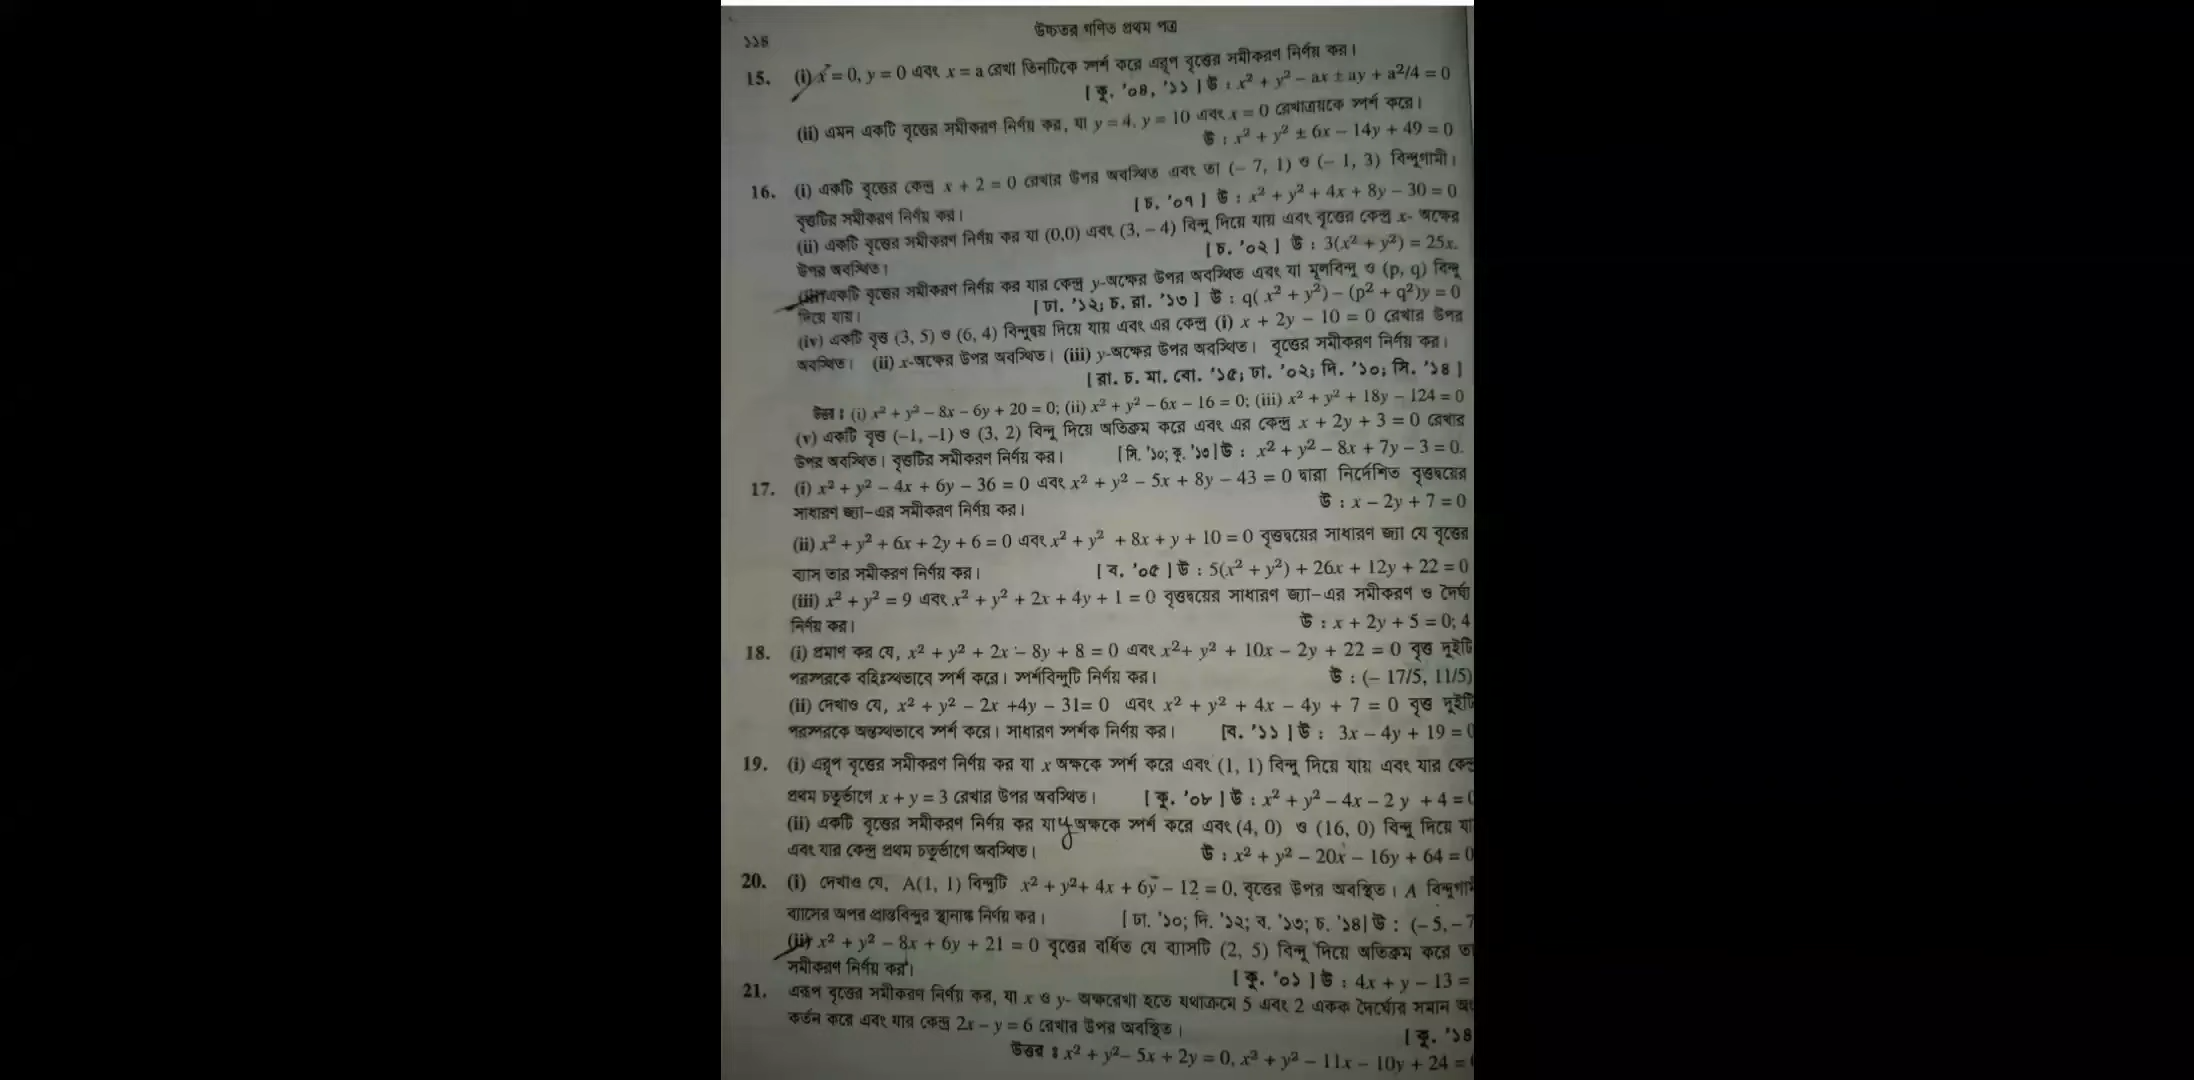 ১১৪
উচ্চতর গণিত প্রথম পত্র
15. (i) x = 0, y = 0 এবং x = a রেখা তিনটিকে স্পর্শ করে এরূপ বৃত্তের সমীকরণ নির্ণয় কর।
[ কু. '০৪, '১১ ] উ : x² + y² – ax ± ay + a²/4 = 0
(ii) এমন একটি বৃত্তের সমীকরণ নির্ণয় কর, যা y = 4, y = 10 এবং x = 0 রেখাত্রয়কে স্পর্শ করে।
উ : x² + y² ± 6x – 14y + 49 = 0
16. (i) একটি বৃত্তের কেন্দ্র x + 2 = 0 রেখার উপর অবস্থিত এবং তা (– 7, 1) ও (– 1, 3) বিন্দুগামী।
বৃত্তটির সমীকরণ নির্ণয় কর। [ চ. '০৭ ] উ : x² + y² + 4x + 8y – 30 = 0
(ii) একটি বৃত্তের সমীকরণ নির্ণয় কর যা (0,0) এবং (3, – 4) বিন্দু দিয়ে যায় এবং বৃত্তের কেন্দ্র x- অক্ষের
উপর অবস্থিত। [ চ. '০২ ] উ : 3(x² + y²) = 25x.
(iii) একটি বৃত্তের সমীকরণ নির্ণয় কর যার কেন্দ্র y-অক্ষের উপর অবস্থিত এবং যা মূলবিন্দু ও (p, q) বিন্দু
দিয়ে যায়। [ ঢা. '১২; চ. রা. '১৩ ] উ : q( x² + y²) – (p² + q²)y = 0
(iv) একটি বৃত্ত (3, 5) ও (6, 4) বিন্দুদ্বয় দিয়ে যায় এবং এর কেন্দ্র (i) x + 2y – 10 = 0 রেখার উপর
অবস্থিত। (ii) x-অক্ষের উপর অবস্থিত। (iii) y-অক্ষের উপর অবস্থিত। বৃত্তের সমীকরণ নির্ণয় কর।
[ রা. চ. মা. বো. '১৫; ঢা. '০২; দি. '১০; সি. '১৪ ]
উত্তর : (i) x² + y² – 8x – 6y + 20 = 0; (ii) x² + y² – 6x – 16 = 0; (iii) x² + y² + 18y – 124 = 0
(v) একটি বৃত্ত (–1, –1) ও (3, 2) বিন্দু দিয়ে অতিক্রম করে এবং এর কেন্দ্র x + 2y + 3 = 0 রেখার
উপর অবস্থিত। বৃত্তটির সমীকরণ নির্ণয় কর। [ সি. '১০; কু. '১৩ ] উ : x² + y² – 8x + 7y – 3 = 0.
17. (i) x² + y² – 4x + 6y – 36 = 0 এবং x² + y² – 5x + 8y – 43 = 0 দ্বারা নির্দেশিত বৃত্তদ্বয়ের
সাধারণ জ্যা–এর সমীকরণ নির্ণয় কর। উ : x – 2y + 7 = 0
(ii) x² + y² + 6x + 2y + 6 = 0 এবং x² + y² + 8x + y + 10 = 0 বৃত্তদ্বয়ের সাধারণ জ্যা যে বৃত্তের
ব্যাস তার সমীকরণ নির্ণয় কর। [ ব. '০৫ ] উ : 5(x² + y²) + 26x + 12y + 22 = 0
(iii) x² + y² = 9 এবং x² + y² + 2x + 4y + 1 = 0 বৃত্তদ্বয়ের সাধারণ জ্যা–এর সমীকরণ ও দৈর্ঘ্য
নির্ণয় কর। উ : x + 2y + 5 = 0; 4
18. (i) প্রমাণ কর যে, x² + y² + 2x – 8y + 8 = 0 এবং x² + y² + 10x – 2y + 22 = 0 বৃত্ত দুইটি
পরস্পরকে বহিঃস্থভাবে স্পর্শ করে। স্পর্শবিন্দুটি নির্ণয় কর। উ : (– 17/5, 11/5)
(ii) দেখাও যে, x² + y² – 2x +4y – 31= 0 এবং x² + y² + 4x – 4y + 7 = 0 বৃত্ত দুইটি
পরস্পরকে অন্তস্থভাবে স্পর্শ করে। সাধারণ স্পর্শক নির্ণয় কর। [ব. '১১ ] উ : 3x – 4y + 19 = 0
19. (i) এরূপ বৃত্তের সমীকরণ নির্ণয় কর যা x অক্ষকে স্পর্শ করে এবং (1, 1) বিন্দু দিয়ে যায় এবং যার কেন্দ্র
প্রথম চতুর্ভাগে x + y = 3 রেখার উপর অবস্থিত। [ কু. '০৮ ] উ : x² + y² – 4x – 2 y + 4 = 0
(ii) একটি বৃত্তের সমীকরণ নির্ণয় কর যা y অক্ষকে স্পর্শ করে এবং (4, 0) ও (16, 0) বিন্দু দিয়ে যা
এবং যার কেন্দ্র প্রথম চতুর্ভাগে অবস্থিত। উ : x² + y² – 20x – 16y + 64 = 0
20. (i) দেখাও যে, A(1, 1) বিন্দুটি x² + y²+ 4x + 6y – 12 = 0, বৃত্তের উপর অবস্থিত। A বিন্দুগামী
ব্যাসের অপর প্রান্তবিন্দুর স্থানাঙ্ক নির্ণয় কর। [ ঢা. '১০; দি. '১২; ব. '১৩; চ. '১৪] উ : (– 5, – 7
(ii) x² + y² – 8x + 6y + 21 = 0 বৃত্তের বর্ধিত যে ব্যাসটি (2, 5) বিন্দু দিয়ে অতিক্রম করে তা
সমীকরণ নির্ণয় কর। [ কু. '০১ ] উ : 4x + y – 13 =
21. এরূপ বৃত্তের সমীকরণ নির্ণয় কর, যা x ও y- অক্ষরেখা হতে যথাক্রমে 5 এবং 2 একক দৈর্ঘ্যের সমান অং
কর্তন করে এবং যার কেন্দ্র 2x – y = 6 রেখার উপর অবস্থিত। [ কু. '১৪
উত্তর : x² + y² – 5x + 2y = 0, x² + y² – 11x – 10y + 24 =